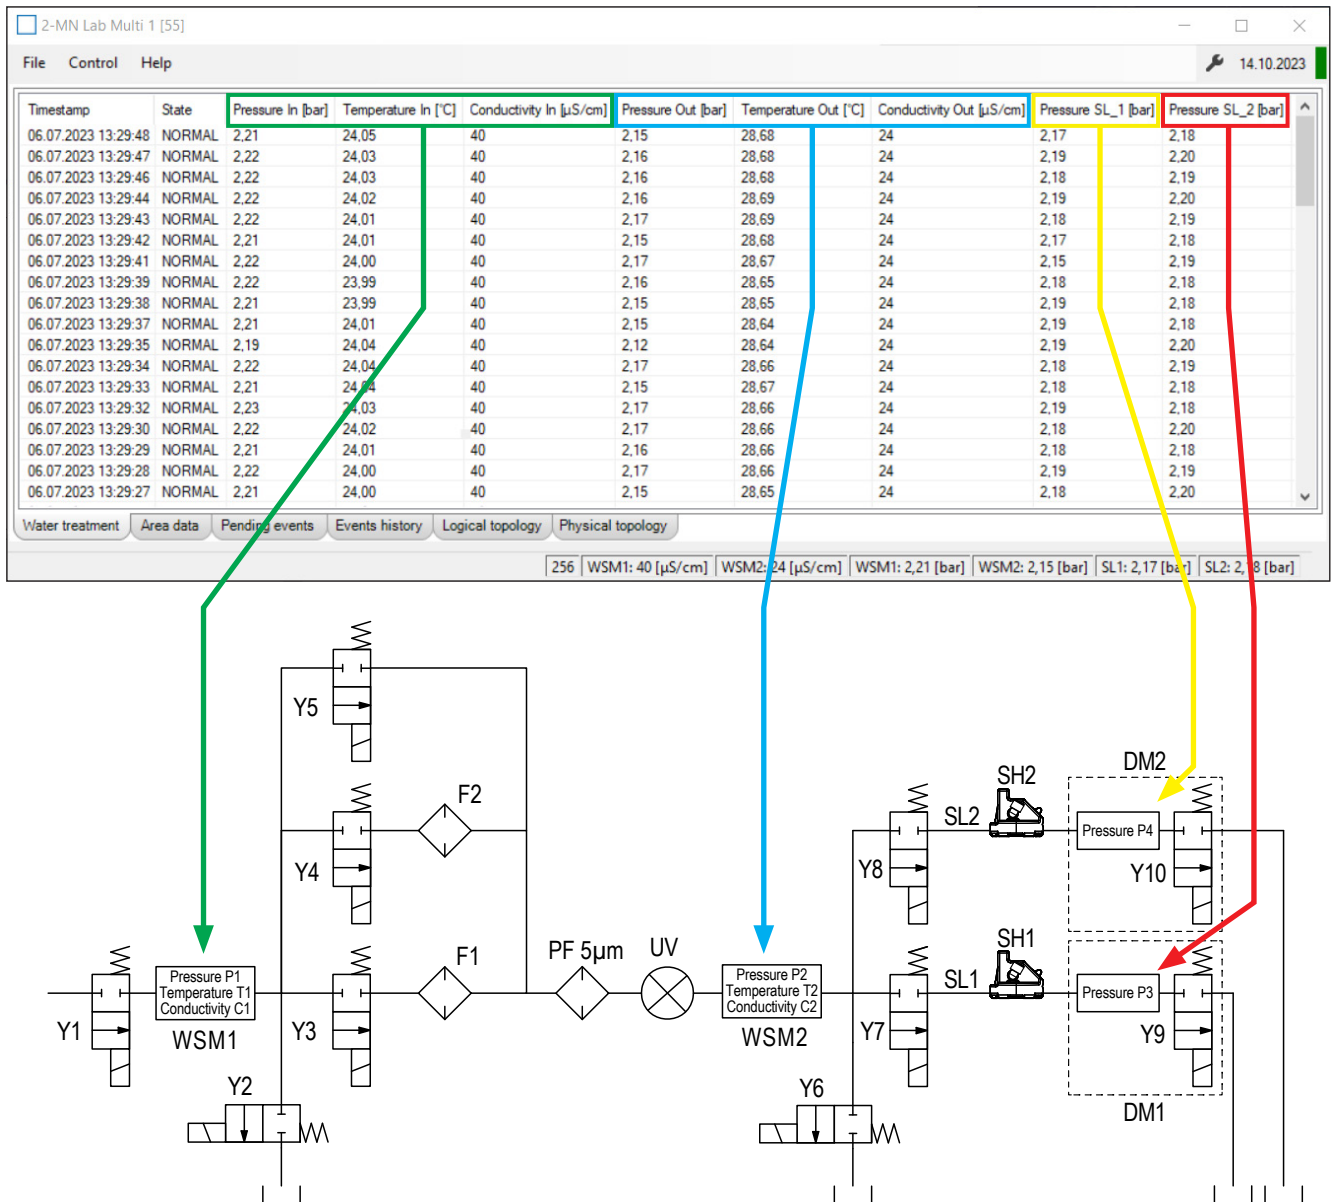 2-MN Lab Multi 1 [55]
File Control Help 14.10.2023
Timestamp State Pressure In [bar] Temperature In [°C] Conductivity In [µS/cm] Pressure Out [bar] Temperature Out [°C] Conductivity Out [µS/cm] Pressure SL_1 [bar] Pressure SL_2 [bar]
06.07.2023 13:29:48 NORMAL 2,21 24,05 40 2,15 28,68 24 2,17 2,18
06.07.2023 13:29:47 NORMAL 2,22 24,03 40 2,16 28,68 24 2,19 2,20
06.07.2023 13:29:46 NORMAL 2,22 24,03 40 2,16 28,68 24 2,18 2,19
06.07.2023 13:29:44 NORMAL 2,22 24,02 40 2,16 28,69 24 2,19 2,20
06.07.2023 13:29:43 NORMAL 2,22 24,01 40 2,17 28,69 24 2,18 2,19
06.07.2023 13:29:42 NORMAL 2,21 24,01 40 2,15 28,68 24 2,17 2,18
06.07.2023 13:29:41 NORMAL 2,22 24,00 40 2,17 28,67 24 2,15 2,19
06.07.2023 13:29:39 NORMAL 2,22 23,99 40 2,16 28,65 24 2,18 2,18
06.07.2023 13:29:38 NORMAL 2,21 23,99 40 2,15 28,65 24 2,19 2,18
06.07.2023 13:29:37 NORMAL 2,21 24,01 40 2,15 28,64 24 2,19 2,18
06.07.2023 13:29:35 NORMAL 2,19 24,04 40 2,12 28,64 24 2,19 2,20
06.07.2023 13:29:34 NORMAL 2,22 24,04 40 2,17 28,66 24 2,18 2,19
06.07.2023 13:29:33 NORMAL 2,21 24,04 40 2,15 28,67 24 2,18 2,18
06.07.2023 13:29:32 NORMAL 2,23 24,03 40 2,17 28,66 24 2,19 2,18
06.07.2023 13:29:30 NORMAL 2,22 24,02 40 2,17 28,66 24 2,18 2,20
06.07.2023 13:29:29 NORMAL 2,21 24,01 40 2,16 28,66 24 2,18 2,18
06.07.2023 13:29:28 NORMAL 2,22 24,00 40 2,17 28,66 24 2,19 2,19
06.07.2023 13:29:27 NORMAL 2,21 24,00 40 2,15 28,65 24 2,18 2,20
Water treatment Area data Pending events Events history Logical topology Physical topology
256 WSM1: 40 [µS/cm] WSM2: 24 [µS/cm] WSM1: 2,21 [bar] WSM2: 2,15 [bar] SL1: 2,17 [bar] SL2: 2,18 [bar]
Y5
F2
Y4
F1
PF 5µm
UV
Pressure P1
Temperature T1
Conductivity C1
WSM1
Y1
Y3
Y2
Pressure P2
Temperature T2
Conductivity C2
WSM2
Y6
DM2
SH2
SL2
Pressure P4
Y8
Y10
SH1
SL1
Pressure P3
Y7
Y9
DM1